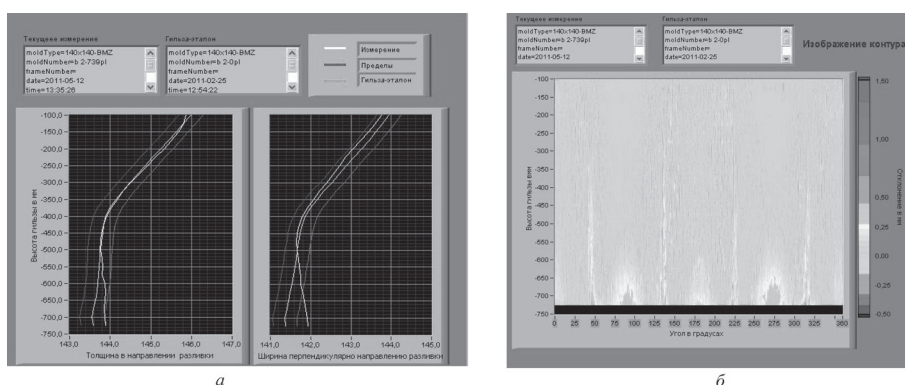 Текущее измерение
Гильза-эталон
moldType=140x140-BMZ
moldNumber=b 2-739pl
frameNumber=
date=2011-05-12
time=13:35:26
moldType=140x140-BMZ
moldNumber=b 2-0pl
frameNumber=
date=2011-02-25
time=12:54:22
Измерение
Пределы
Гильза-эталон
Высота гильзы в мм
-100,0
-150,0
-200,0
-250,0
-300,0
-350,0
-400,0
-450,0
-500,0
-550,0
-600,0
-650,0
-700,0
-750,0
143,0 144,0 145,0 146,0 147,0
Толщина в направлении разливки
141,0 142,0 143,0 144,0 145,0
Ширина перпендикулярно направлению разливки
а
Текущее измерение
Гильза-эталон
moldType=140x140-BMZ
moldNumber=b 2-739pl
frameNumber=
date=2011-05-12
moldType=140x140-BMZ
moldNumber=b 2-0pl
frameNumber=
date=2011-02-25
Изображение контура
Высота гильзы вмм
-100
-150
-200
-250
-300
-350
-400
-450
-500
-550
-600
-650
-700
-750
0 25 50 75 100 125 150 175 200 225 250 275 300 325 360
Угол в градусах
1,50
1,00
0,50
0,25
0,00
-0,25
-0,50
Отклонение в мм
б